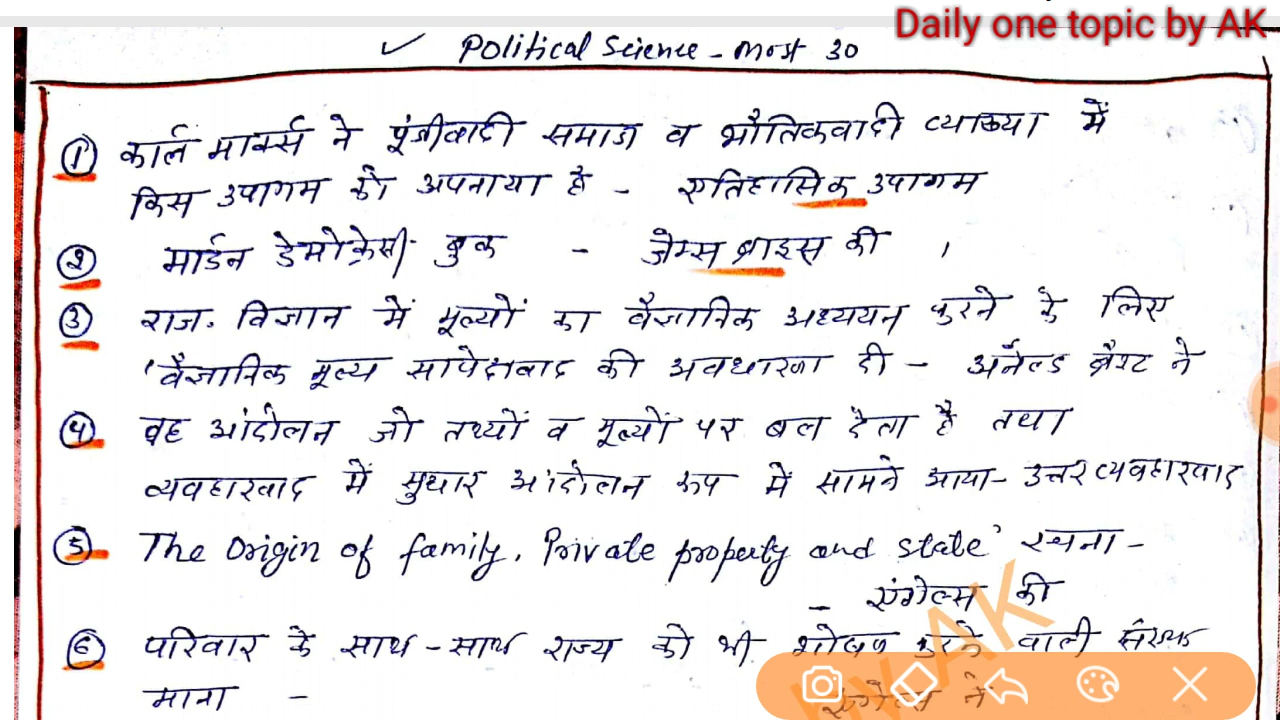 Daily one topic by AK
✓ Political Science - most 30
① कार्ल मार्क्स ने पूंजीवादी समाज व भौतिकवादी व्याख्या में
किस उपागम को अपनाया है - एतिहासिक उपागम
② मार्डन डेमोक्रेसी बुक - जेम्स ब्राइस की
③ राज. विज्ञान में मूल्यों का वैज्ञानिक अध्ययन करने के लिए
'वैज्ञानिक मूल्य सापेक्षवाद की अवधारणा दी - अर्नाल्ड ब्रैश्ट ने
④ वह आंदोलन जो तथ्यों व मूल्यों पर बल देता है तथा
व्यवहारवाद में सुधार आंदोलन रूप में सामने आया - उत्तर व्यवहारवाद
⑤ The Origin of family, Private property and state' रचना -
- एंगेल्स की
⑥ परिवार के साथ-साथ राज्य को भी शोषण करने वाली संस्था
माना - एंगेल्स ने
by AK